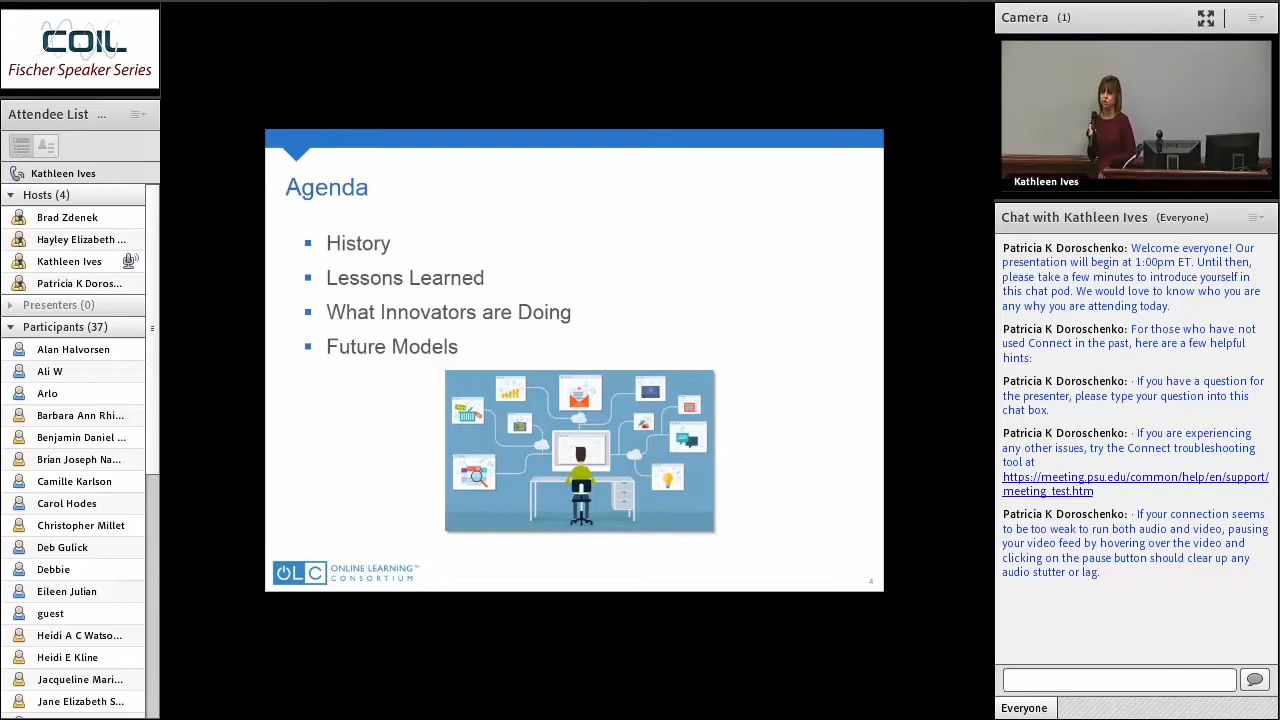 COIL
Fischer Speaker Series
Attendee List ...
Kathleen Ives
Hosts (4)
Brad Zdenek
Hayley Elizabeth ...
Kathleen Ives
Patricia K Doros...
Presenters (0)
Participants (37)
Alan Halvorsen
Ali W
Arlo
Barbara Ann Rhi...
Benjamin Daniel ...
Brian Joseph Na...
Camille Karlson
Carol Hodes
Christopher Millet
Deb Gulick
Debbie
Eileen Julian
guest
Heidi A C Watso...
Heidi E Kline
Jacqueline Mari...
Jane Elizabeth S...
Agenda
History
Lessons Learned
What Innovators are Doing
Future Models
OLC ONLINE LEARNING™
CONSORTIUM
4
Camera (1)
Kathleen Ives
Chat with Kathleen Ives (Everyone)
Patricia K Doroschenko: Welcome everyone! Our
presentation will begin at 1:00pm ET. Until then,
please take a few minutes to introduce yourself in
this chat pod. We would love to know who you are
any why you are attending today.
Patricia K Doroschenko: For those who have not
used Connect in the past, here are a few helpful
hints:
Patricia K Doroschenko: · If you have a question for
the presenter, please type your question into this
chat box.
Patricia K Doroschenko: · If you are experiencing
any other issues, try the Connect troubleshooting
tool at
https://meeting.psu.edu/common/help/en/support/
meeting_test.htm
Patricia K Doroschenko: · If your connection seems
to be too weak to run both audio and video, pausing
your video feed by hovering over the video and
clicking on the pause button should clear up any
audio stutter or lag.
Everyone